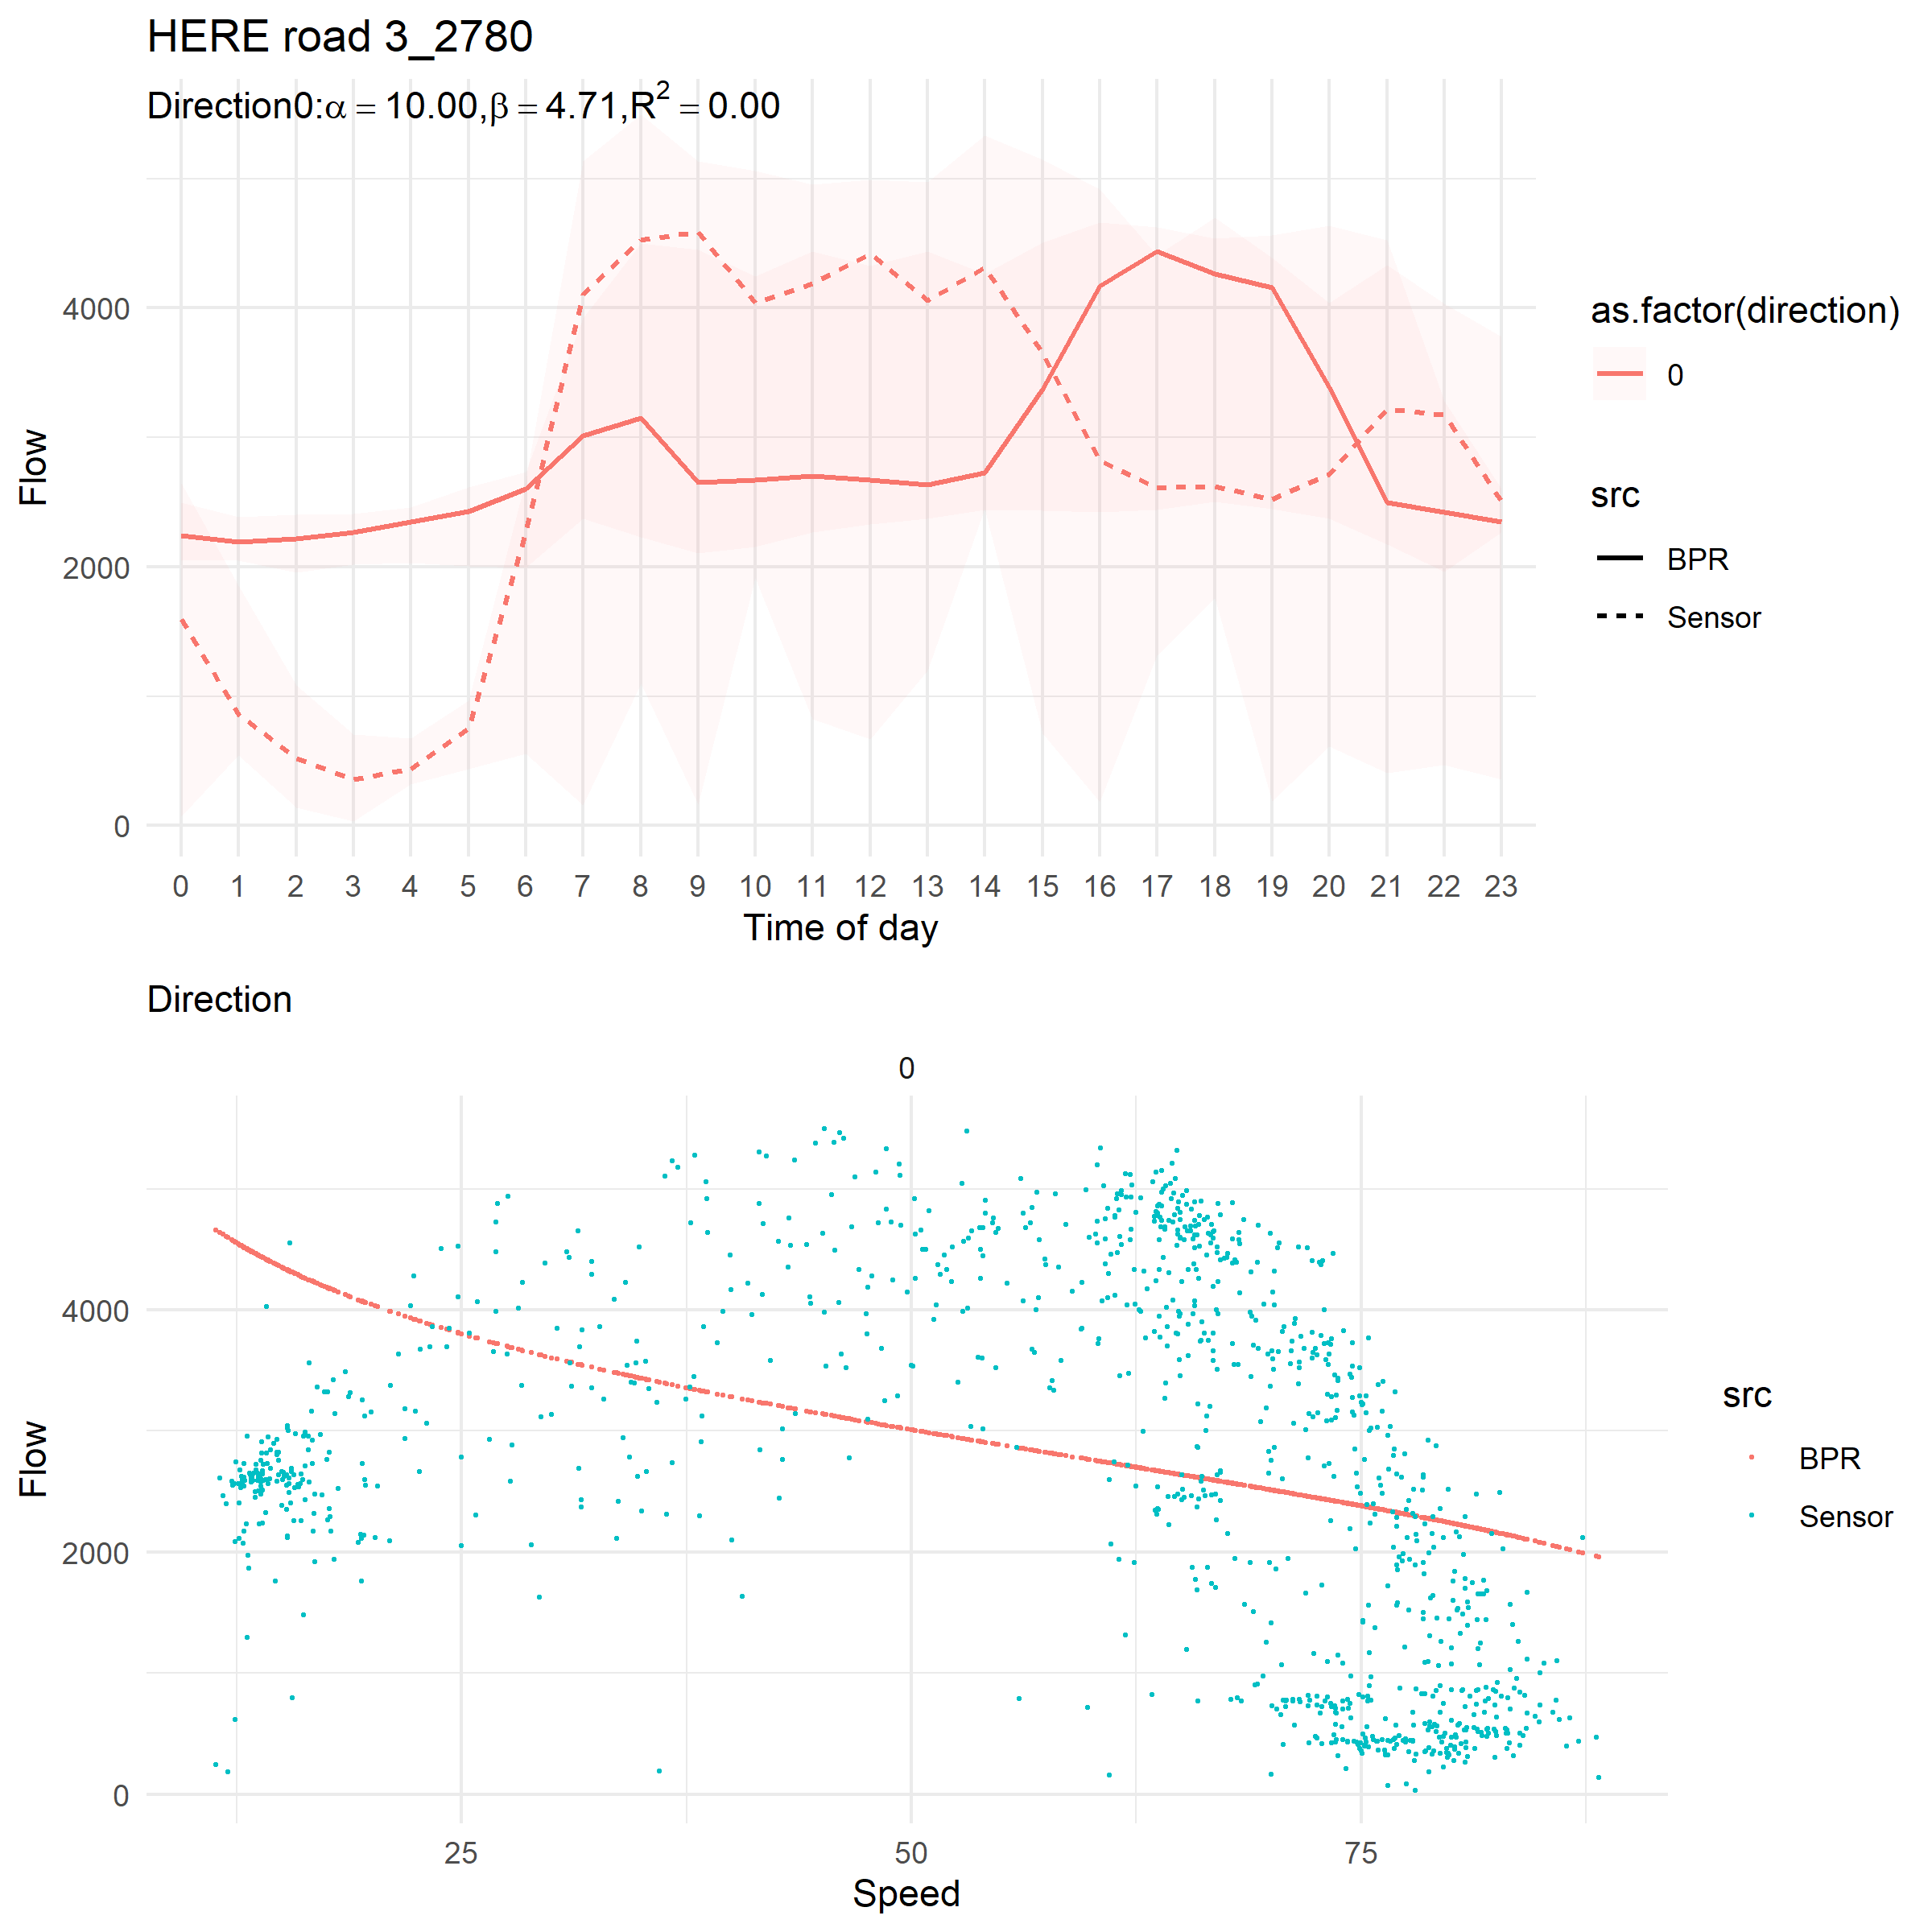 HERE road 3_2780
Direction0:α = 10.00,β = 4.71,R² = 0.00
Flow
4000
2000
0
0 1 2 3 4 5 6 7 8 9 10 11 12 13 14 15 16 17 18 19 20 21 22 23
Time of day
as.factor(direction)
0
src
BPR
Sensor
Direction
0
Flow
4000
2000
0
25 50 75
Speed
src
BPR
Sensor